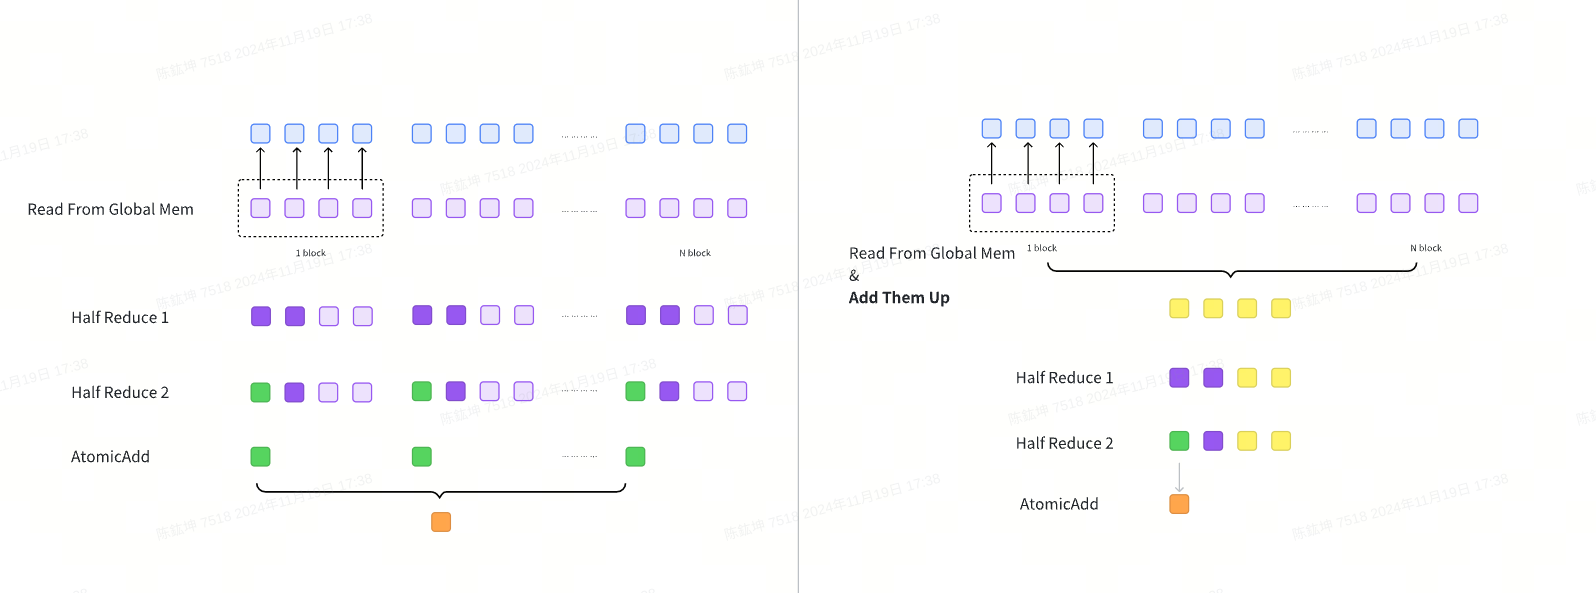 Read From Global Mem
1 block
N block
Half Reduce 1
Half Reduce 2
AtomicAdd
1 block
N block
Read From Global Mem
&
Add Them Up
Half Reduce 1
Half Reduce 2
AtomicAdd
陈鈜坤 7518 2024年11月19日 17:38